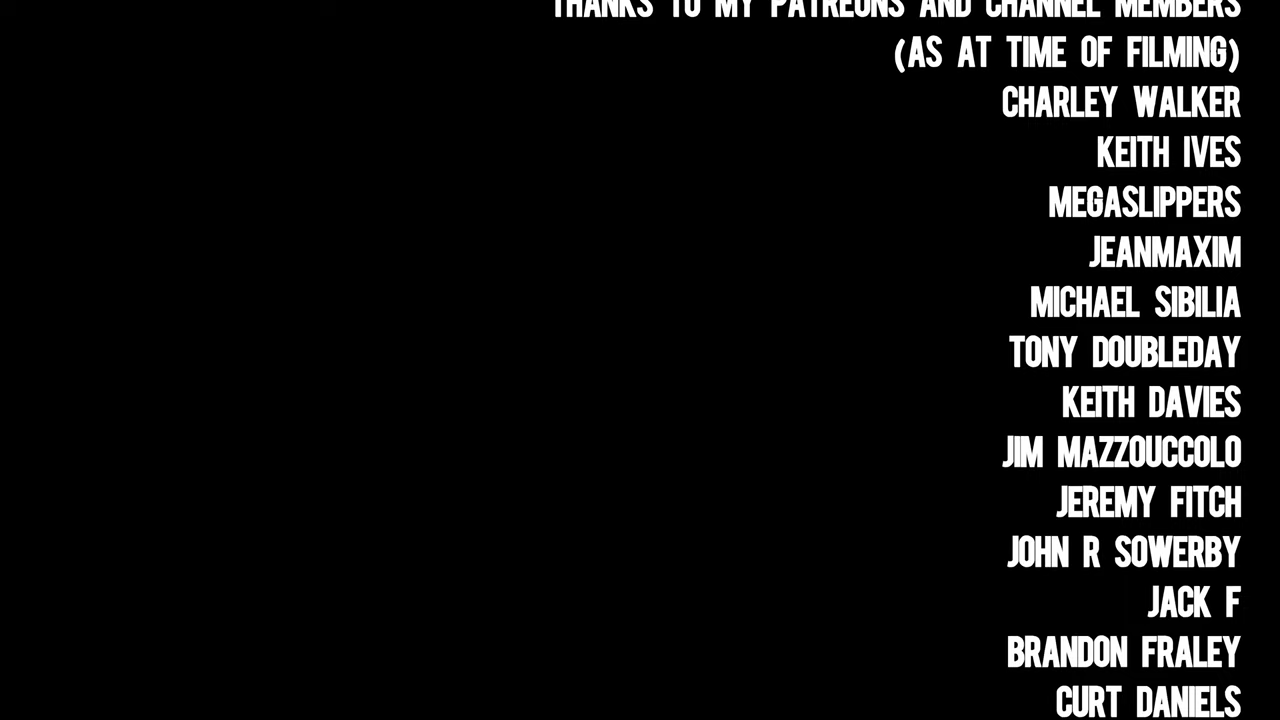 THANKS TO MY PATREONS AND CHANNEL MEMBERS
(AS AT TIME OF FILMING)
CHARLEY WALKER
KEITH IVES
MEGASLIPPERS
JEANMAXIM
MICHAEL SIBILIA
TONY DOUBLEDAY
KEITH DAVIES
JIM MAZZOUCCOLO
JEREMY FITCH
JOHN R SOWERBY
JACK F
BRANDON FRALEY
CURT DANIELS